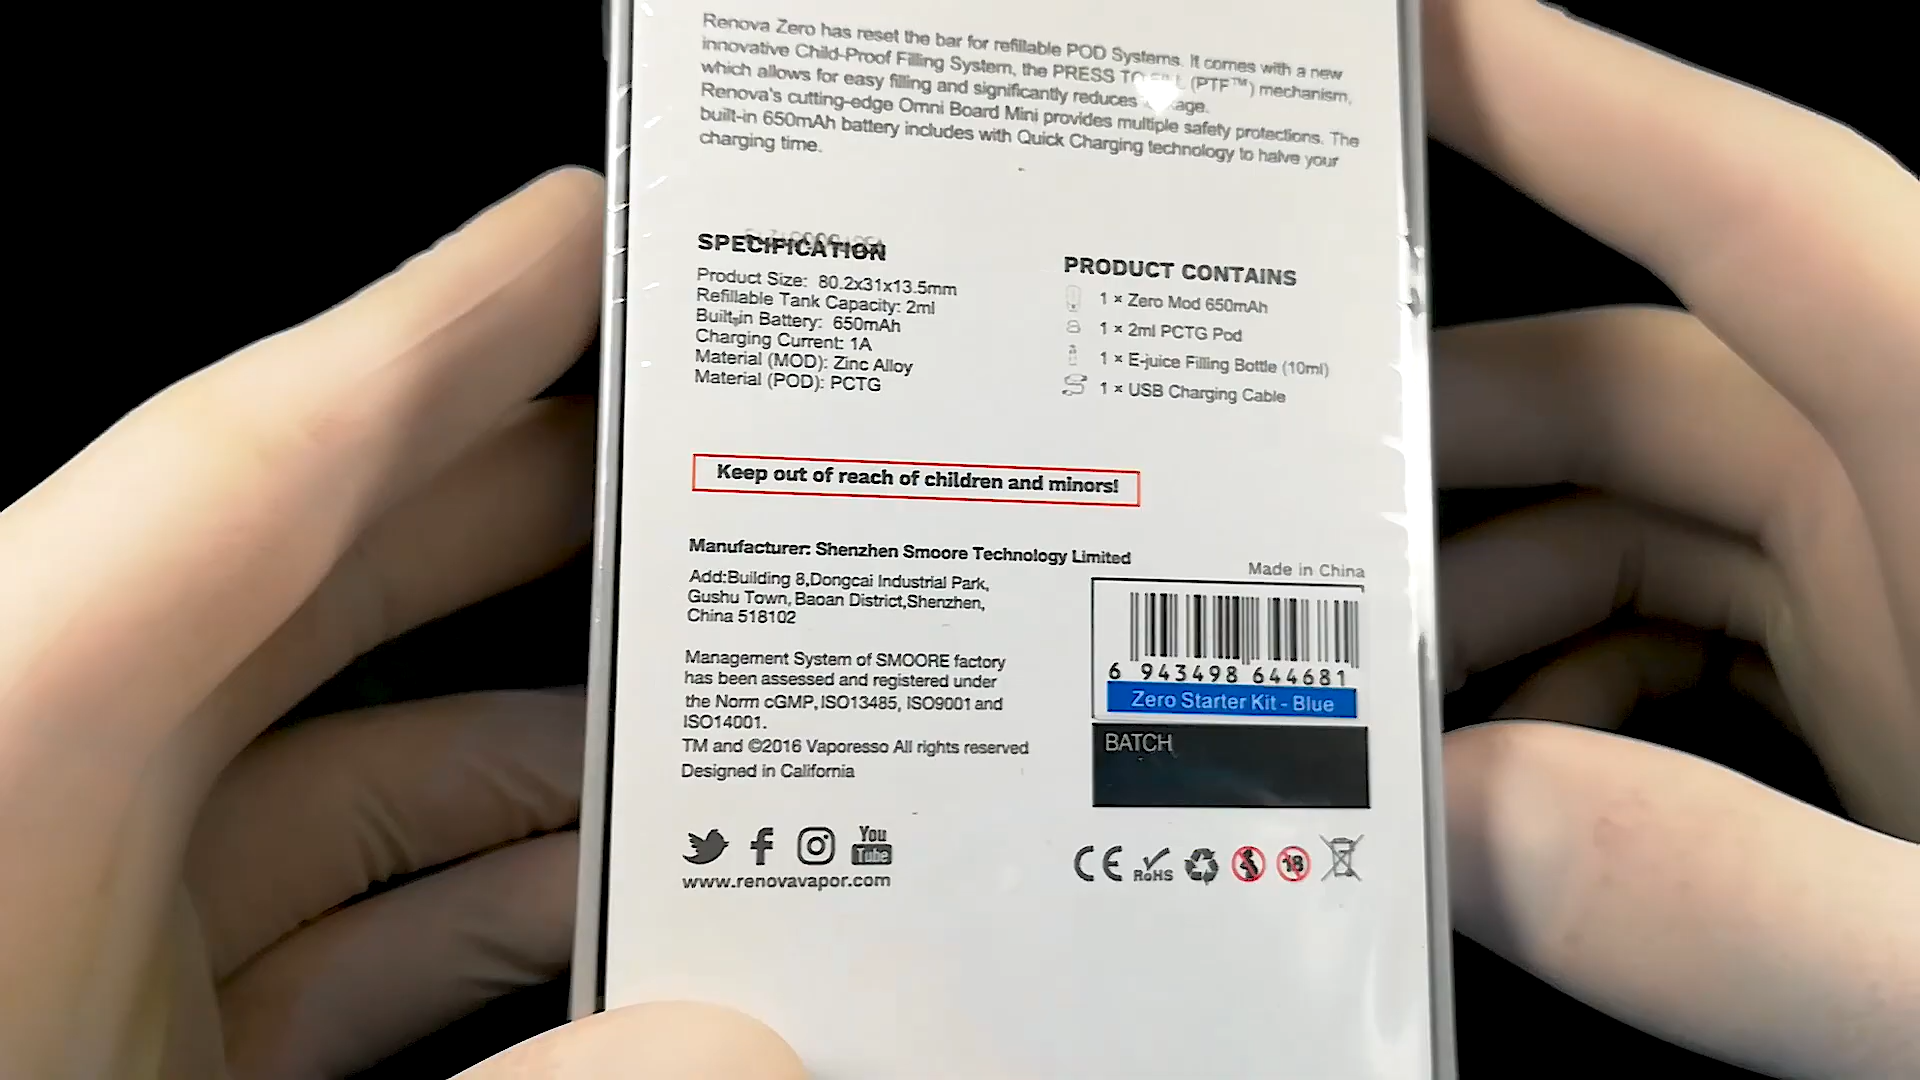 Renova Zero has reset the bar for refillable POD Systems. It comes with a new
innovative Child-Proof Filling System, the PRESS TO (PTF™) mechanism,
which allows for easy filling and significantly reduces
Renova's cutting-edge Omni Board Mini provides multiple safety protections. The
built-in 650mAh battery includes with Quick Charging technology to halve your
charging time.
SPECIFICATION
Product Size: 80.2x31x13.5mm
Refillable Tank Capacity: 2ml
Built-in Battery: 650mAh
Charging Current: 1A
Material (MOD): Zinc Alloy
Material (POD): PCTG
PRODUCT CONTAINS
1 × Zero Mod 650mAh
1 × 2ml PCTG Pod
1 × E-juice Filling Bottle (10ml)
1 × USB Charging Cable
Keep out of reach of children and minors!
Manufacturer: Shenzhen Smoore Technology Limited
Add:Building 8,Dongcai Industrial Park,
Gushu Town, Baoan District,Shenzhen,
China 518102
Management System of SMOORE factory
has been assessed and registered under
the Norm cGMP, ISO13485, ISO9001 and
ISO14001.
TM and ©2016 Vaporesso All rights reserved
Designed in California
You
Tube
www.renovavapor.com
Made in China
6 943498 644681
Zero Starter Kit - Blue
BATCH
CE
RoHS
18